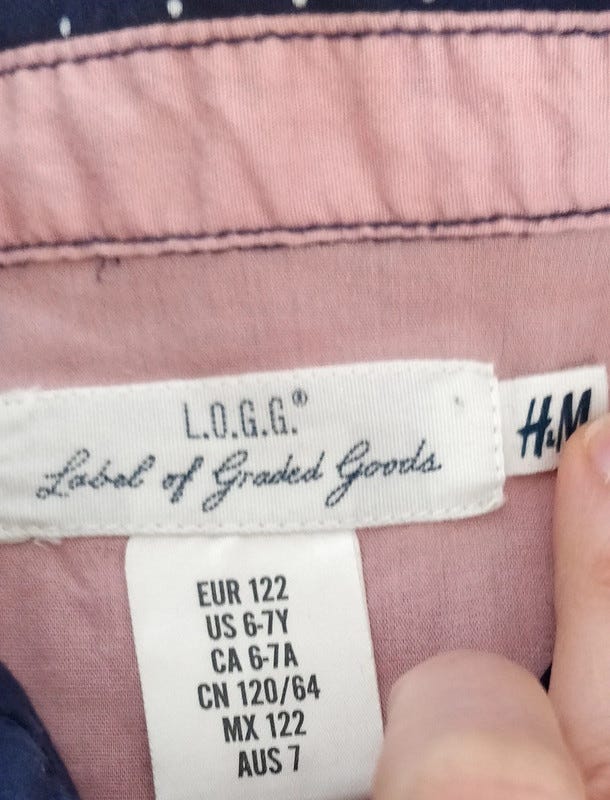 L.O.G.G.®
Label of Graded Goods
H&M
EUR 122
US 6-7Y
CA 6-7A
CN 120/64
MX 122
AUS 7